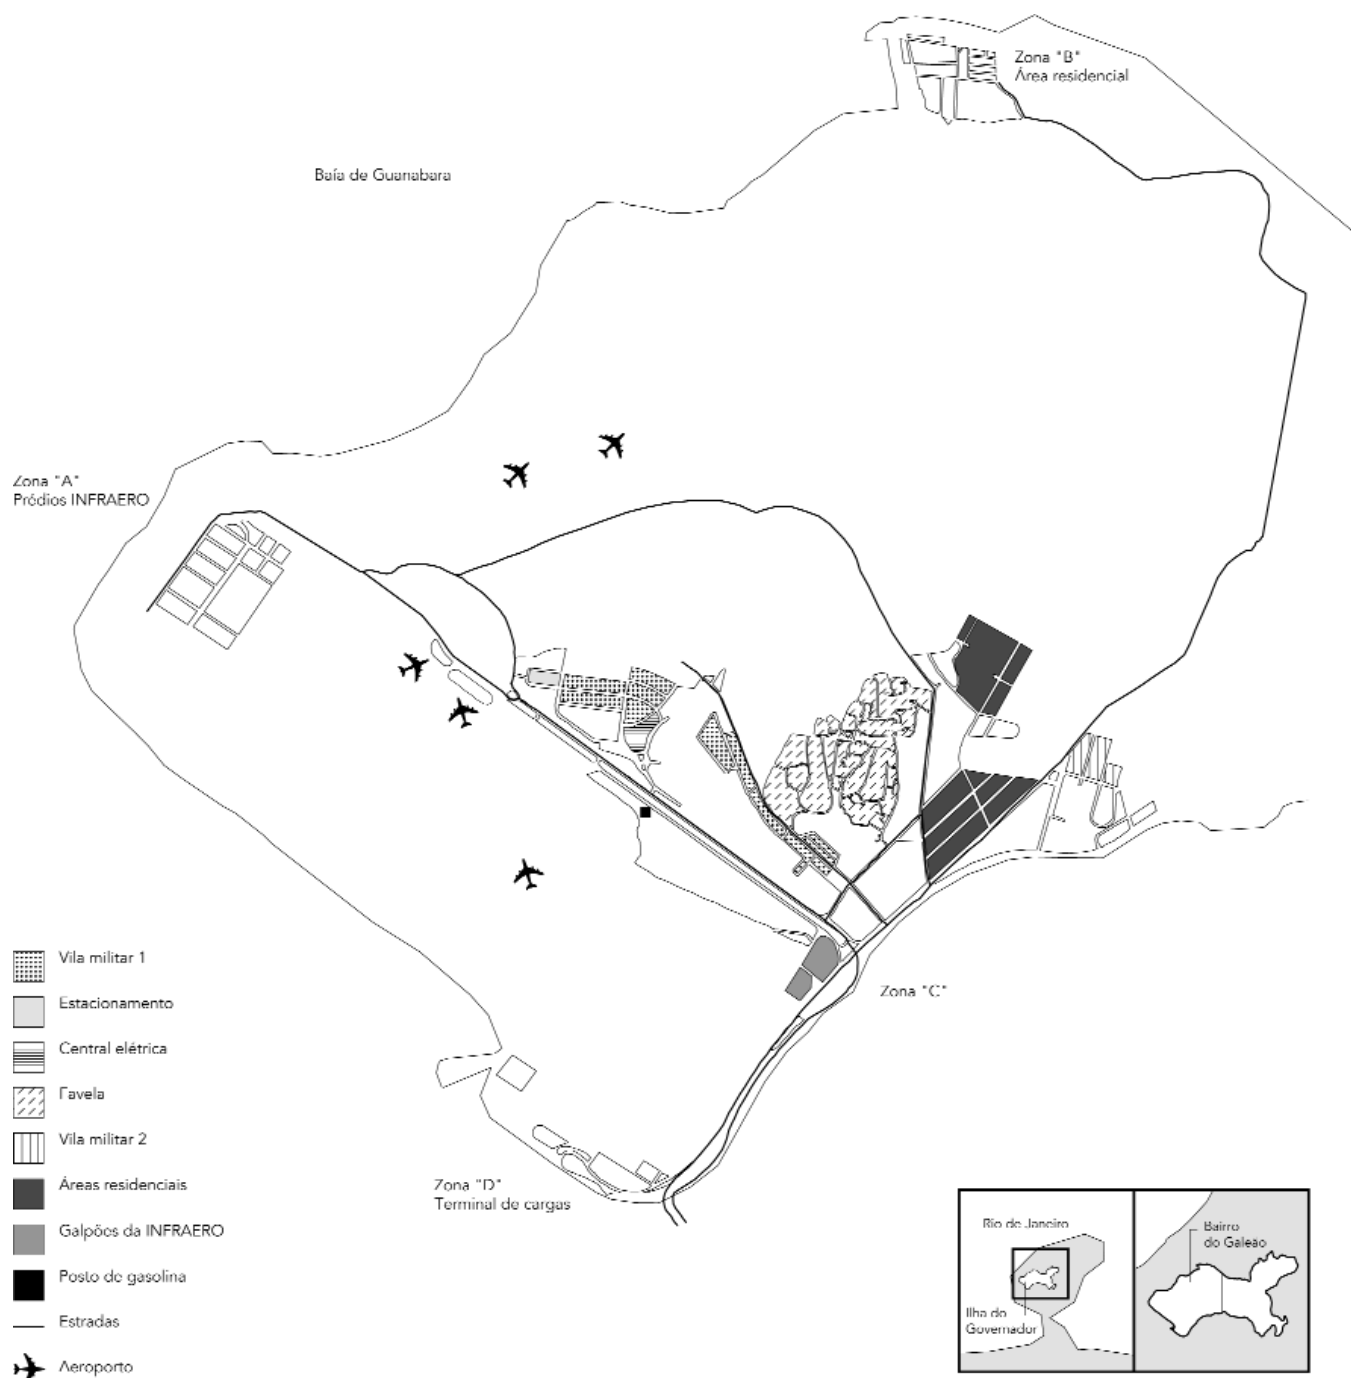 Zona "B"
Área residencial
Baía de Guanabara
Zona "A"
Prédios INFRAERO
Zona "C"
Zona "D"
Terminal de cargas
Vila militar 1
Estacionamento
Central elétrica
Favela
Vila militar 2
Áreas residenciais
Galpões da INFRAERO
Posto de gasolina
Estradas
Aeroporto
Rio de Janeiro
Ilha do
Governador
Bairro
do Galeão